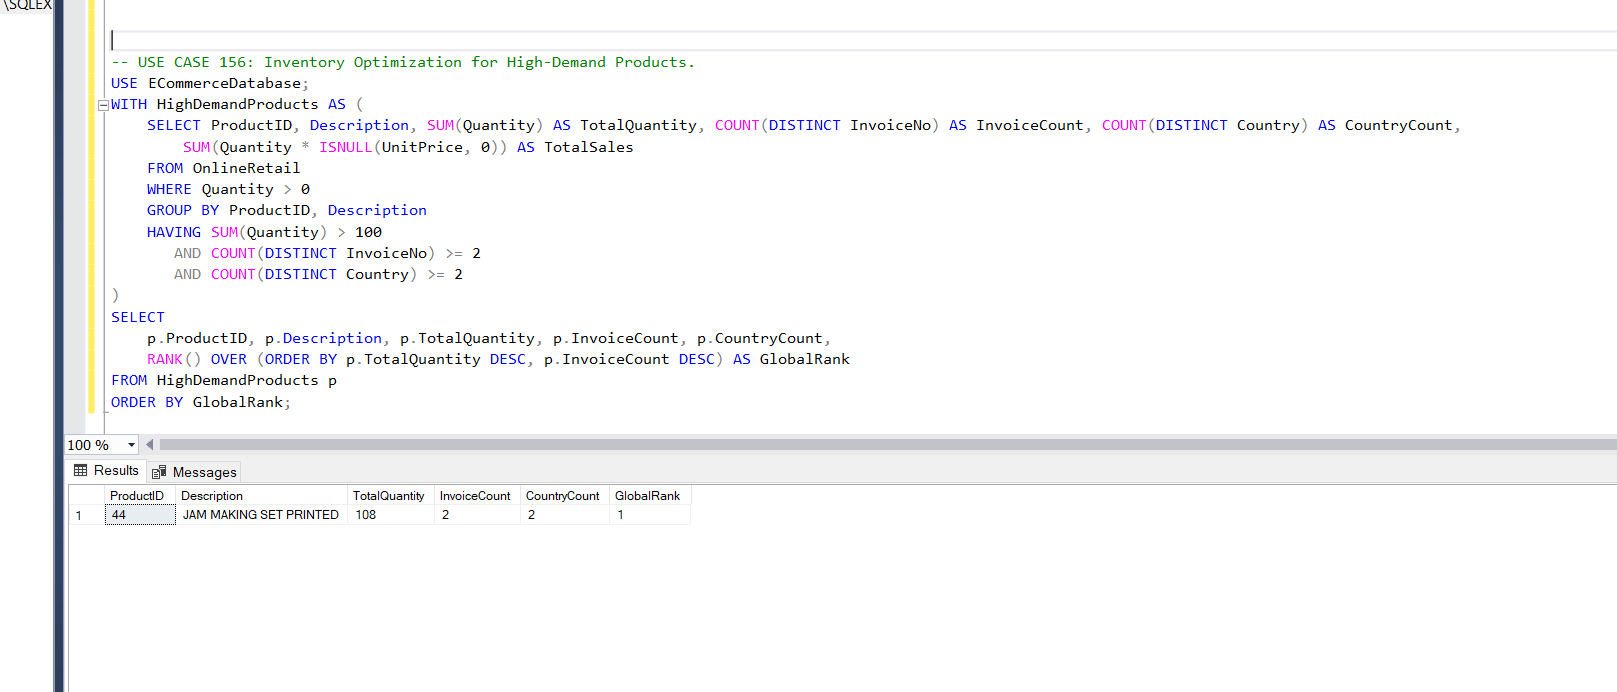 \SQLEX
-- USE CASE 156: Inventory Optimization for High-Demand Products.
USE ECommerceDatabase;
WITH HighDemandProducts AS (
SELECT ProductID, Description, SUM(Quantity) AS TotalQuantity, COUNT(DISTINCT InvoiceNo) AS InvoiceCount, COUNT(DISTINCT Country) AS CountryCount,
SUM(Quantity * ISNULL(UnitPrice, 0)) AS TotalSales
FROM OnlineRetail
WHERE Quantity > 0
GROUP BY ProductID, Description
HAVING SUM(Quantity) > 100
AND COUNT(DISTINCT InvoiceNo) >= 2
AND COUNT(DISTINCT Country) >= 2
)
SELECT
p.ProductID, p.Description, p.TotalQuantity, p.InvoiceCount, p.CountryCount,
RANK() OVER (ORDER BY p.TotalQuantity DESC, p.InvoiceCount DESC) AS GlobalRank
FROM HighDemandProducts p
ORDER BY GlobalRank;
100 %
Results Messages
ProductID Description TotalQuantity InvoiceCount CountryCount GlobalRank
1 44 JAM MAKING SET PRINTED 108 2 2 1